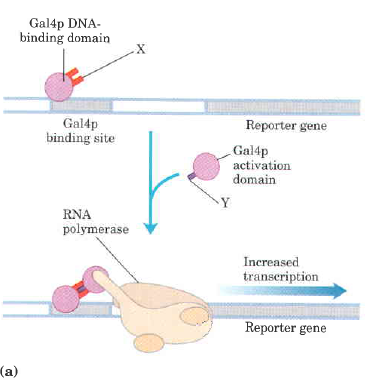 Gal4p DNA-
binding domain
X
Gal4p
binding site
Reporter gene
Gal4p
activation
domain
Y
RNA
polymerase
Increased
transcription
Reporter gene
(a)